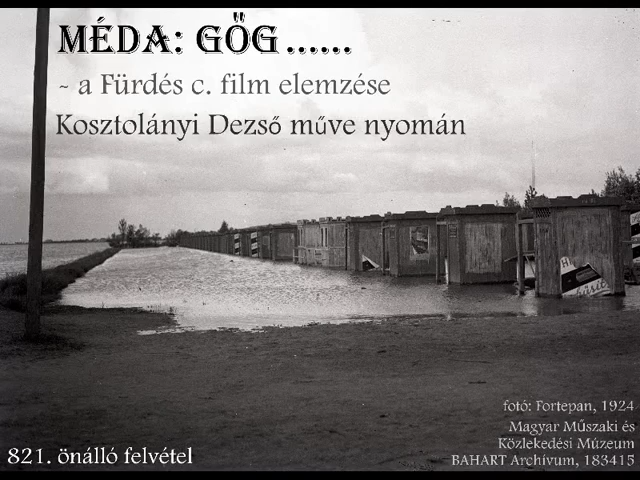 MÉDA: GŐG ......
~ a Fürdés c. film elemzése
Kosztolányi Dezső műve nyomán
fotó: Fortepan, 1924
Magyar Műszaki és
Közlekedési Múzeum
BAHART Archívum, 183415
821. önálló felvétel